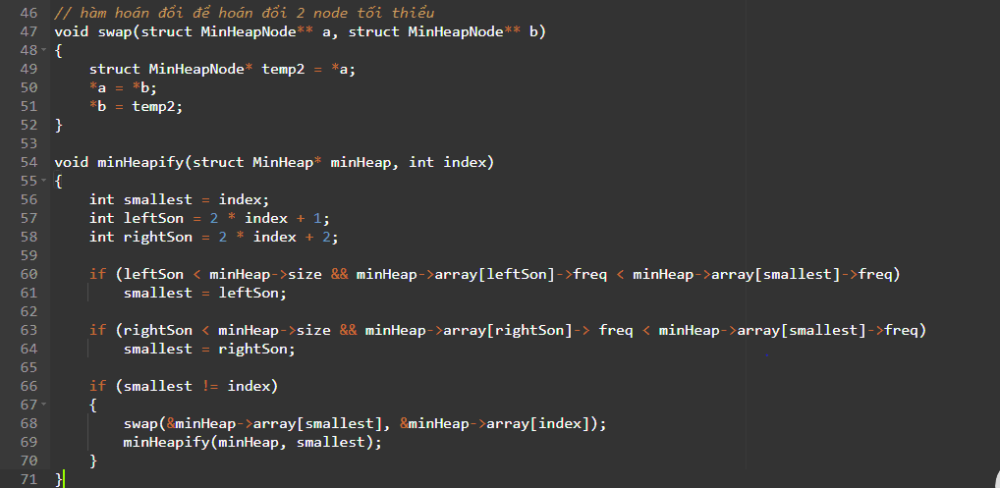 46 // hàm hoán đổi để hoán đổi 2 node tối thiểu
47 void swap(struct MinHeapNode** a, struct MinHeapNode** b)
48 {
49     struct MinHeapNode* temp2 = *a;
50     *a = *b;
51     *b = temp2;
52 }
53
54 void minHeapify(struct MinHeap* minHeap, int index)
55 {
56     int smallest = index;
57     int leftSon = 2 * index + 1;
58     int rightSon = 2 * index + 2;
59
60     if (leftSon < minHeap->size && minHeap->array[leftSon]->freq < minHeap->array[smallest]->freq)
61         smallest = leftSon;
62
63     if (rightSon < minHeap->size && minHeap->array[rightSon]-> freq < minHeap->array[smallest]->freq)
64         smallest = rightSon;
65
66     if (smallest != index)
67     {
68         swap(&minHeap->array[smallest], &minHeap->array[index]);
69         minHeapify(minHeap, smallest);
70     }
71 }